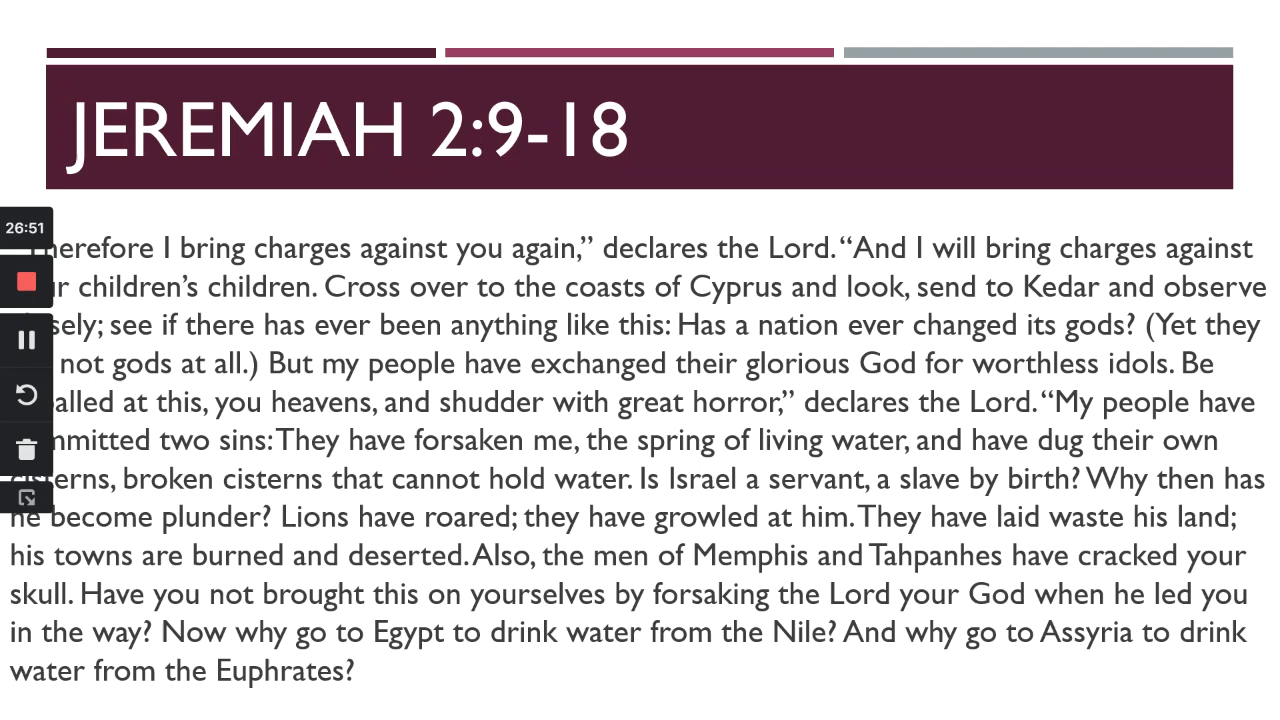 JEREMIAH 2:9-18
26:51
herefore I bring charges against you again,” declares the Lord. “And I will bring charges against
r children’s children. Cross over to the coasts of Cyprus and look, send to Kedar and observe
sely; see if there has ever been anything like this: Has a nation ever changed its gods? (Yet they
not gods at all.) But my people have exchanged their glorious God for worthless idols. Be
alled at this, you heavens, and shudder with great horror,” declares the Lord. “My people have
mmitted two sins: They have forsaken me, the spring of living water, and have dug their own
cisterns, broken cisterns that cannot hold water. Is Israel a servant, a slave by birth? Why then has
he become plunder? Lions have roared; they have growled at him. They have laid waste his land;
his towns are burned and deserted. Also, the men of Memphis and Tahpanhes have cracked your
skull. Have you not brought this on yourselves by forsaking the Lord your God when he led you
in the way? Now why go to Egypt to drink water from the Nile? And why go to Assyria to drink
water from the Euphrates?